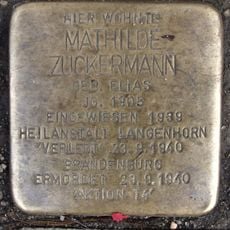 HIER WOHNTE
MATHILDE
ZUCKERMANN
GEB. ELIAS
JG. 1905
EINGEWIESEN 1939
HEILANSTALT LANGENHORN
"VERLEGT" 23.9.1940
BRANDENBURG
ERMORDET 23.9.1940
"AKTION T4"